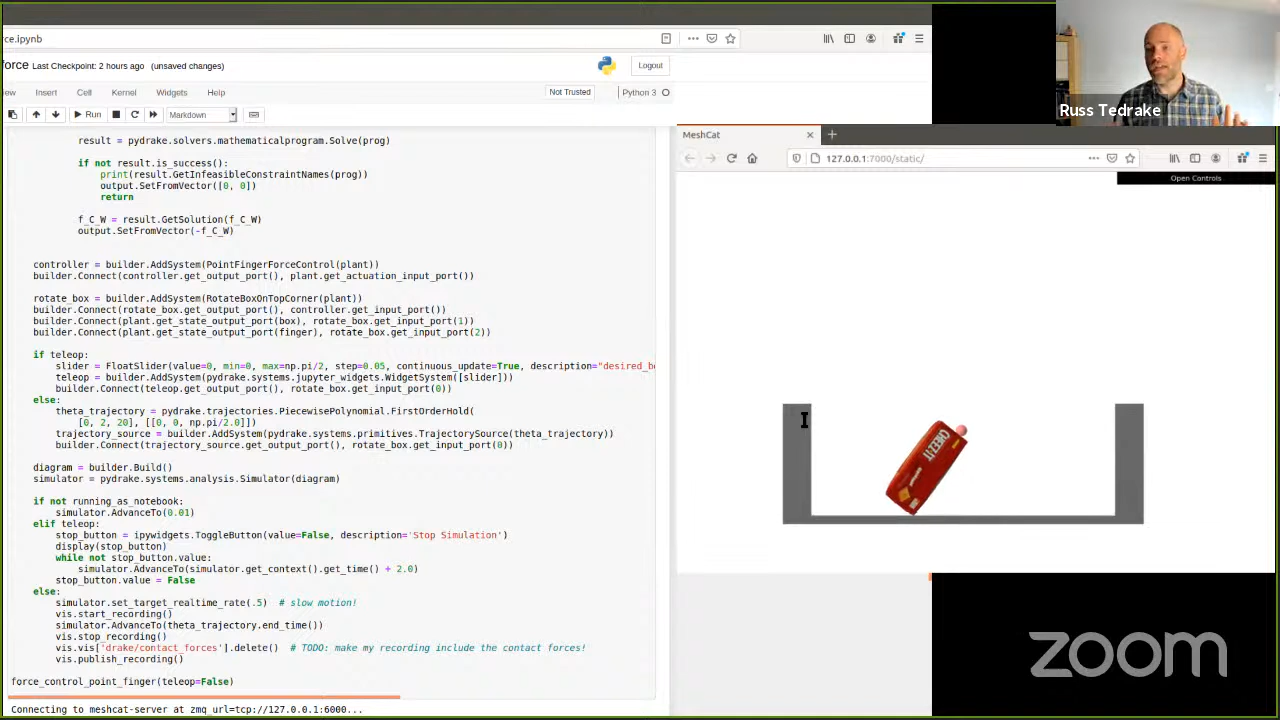 rce.ipynb
force Last Checkpoint: 2 hours ago (unsaved changes)
Logout
iew Insert Cell Kernel Widgets Help
Not Trusted
Python 3
Run
Markdown
result = pydrake.solvers.mathematicalprogram.Solve(prog)
if not result.is_success():
print(result.GetInfeasibleConstraintNames(prog))
output.SetFromVector([0, 0])
return
f_C_W = result.GetSolution(f_C_W)
output.SetFromVector(-f_C_W)
controller = builder.AddSystem(PointFingerForceControl(plant))
builder.Connect(controller.get_output_port(), plant.get_actuation_input_port())
rotate_box = builder.AddSystem(RotateBoxOnTopCorner(plant))
builder.Connect(rotate_box.get_output_port(), controller.get_input_port())
builder.Connect(plant.get_state_output_port(box), rotate_box.get_input_port(1))
builder.Connect(plant.get_state_output_port(finger), rotate_box.get_input_port(2))
if teleop:
slider = FloatSlider(value=0, min=0, max=np.pi/2, step=0.05, continuous_update=True, description="desired_b
teleop = builder.AddSystem(pydrake.systems.jupyter_widgets.WidgetSystem([slider]))
builder.Connect(teleop.get_output_port(), rotate_box.get_input_port(0))
else:
theta_trajectory = pydrake.trajectories.PiecewisePolynomial.FirstOrderHold(
[0, 2, 20], [[0, 0, np.pi/2.0]])
trajectory_source = builder.AddSystem(pydrake.systems.primitives.TrajectorySource(theta_trajectory))
builder.Connect(trajectory_source.get_output_port(), rotate_box.get_input_port(0))
diagram = builder.Build()
simulator = pydrake.systems.analysis.Simulator(diagram)
if not running_as_notebook:
simulator.AdvanceTo(0.01)
elif teleop:
stop_button = ipywidgets.ToggleButton(value=False, description='Stop Simulation')
display(stop_button)
while not stop_button.value:
simulator.AdvanceTo(simulator.get_context().get_time() + 2.0)
stop_button.value = False
else:
simulator.set_target_realtime_rate(.5) # slow motion!
vis.start_recording()
simulator.AdvanceTo(theta_trajectory.end_time())
vis.stop_recording()
vis.vis['drake/contact_forces'].delete() # TODO: make my recording include the contact forces!
vis.publish_recording()
force_control_point_finger(teleop=False)
Connecting to meshcat-server at zmq_url=tcp://127.0.0.1:6000...
Russ Tedrake
MeshCat
127.0.0.1:7000/static/
Open Controls
CHEEZ-IT
zoom